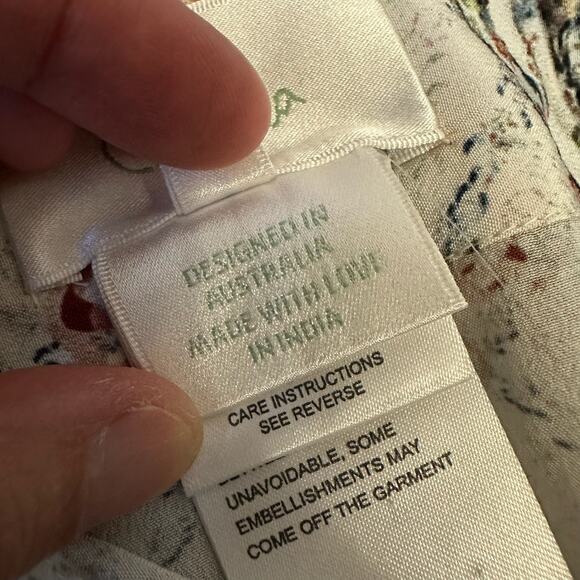 DESIGNED IN
AUSTRALIA
MADE WITH LOVE
IN INDIA
CARE INSTRUCTIONS
SEE REVERSE
UNAVOIDABLE, SOME
EMBELLISHMENTS MAY
COME OFF THE GARMENT